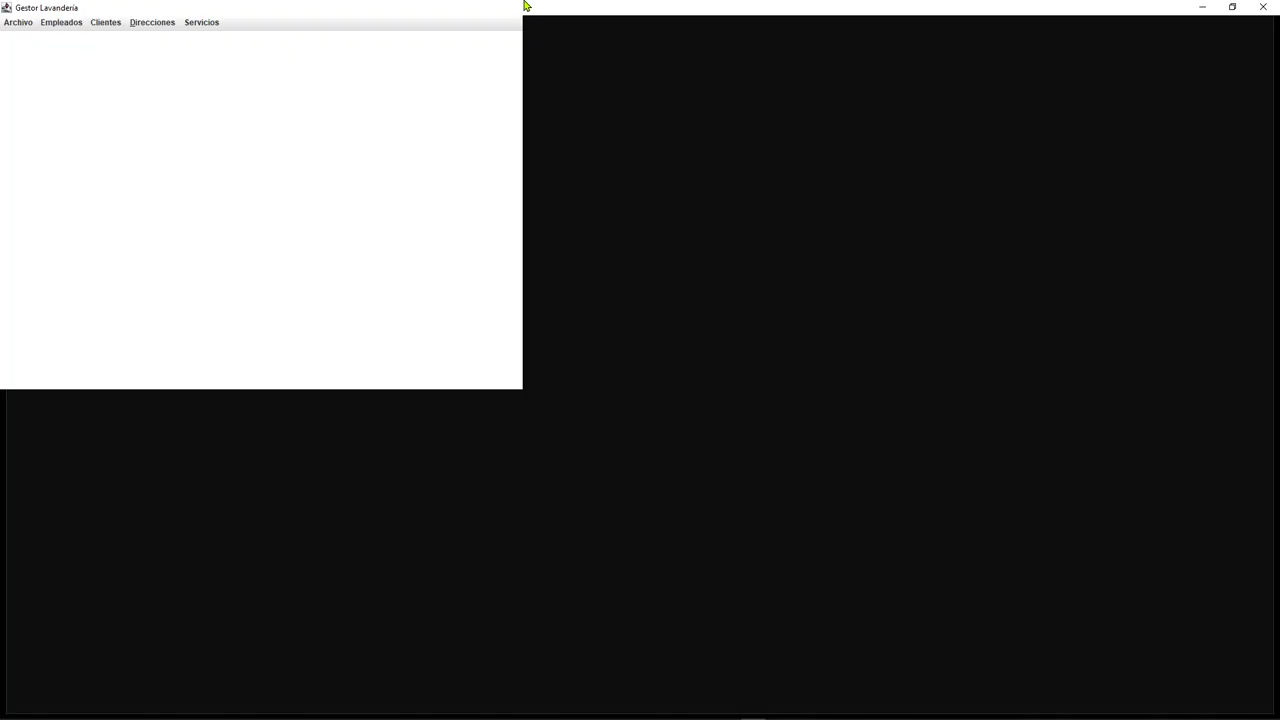 Gestor Lavandería
Archivo Empleados Clientes Direcciones Servicios